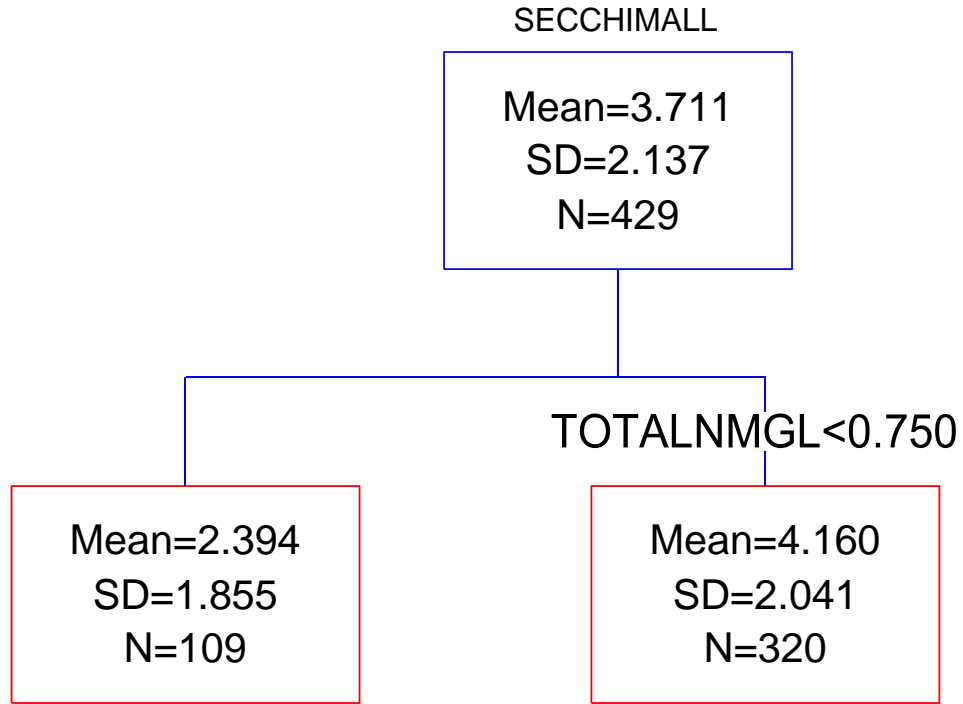 SECCHIMALL
Mean=3.711
SD=2.137
N=429
TOTALNMGL<0.750
Mean=2.394
SD=1.855
N=109
Mean=4.160
SD=2.041
N=320